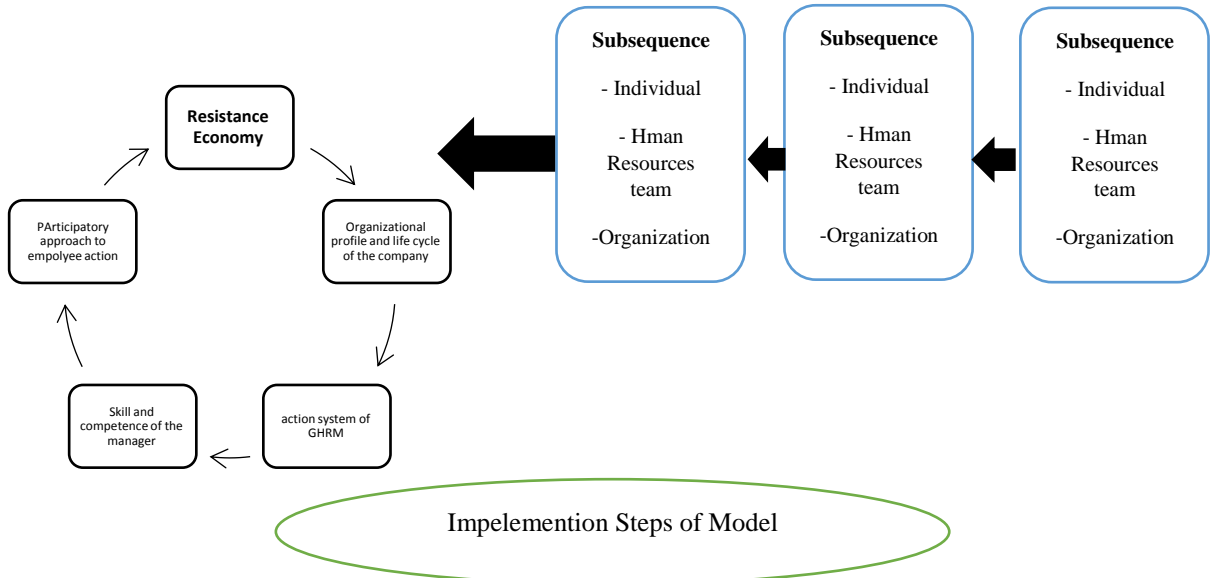 Resistance
Economy
Organizational
profile and life cycle
of the company
action system of
GHRM
Skill and
competence of the
manager
PArticipatory
approach to
empolyee action
Subsequence
- Individual
- Hman
Resources
team
-Organization
Subsequence
- Individual
- Hman
Resources
team
-Organization
Subsequence
- Individual
- Hman
Resources
team
-Organization
Impelemention Steps of Model